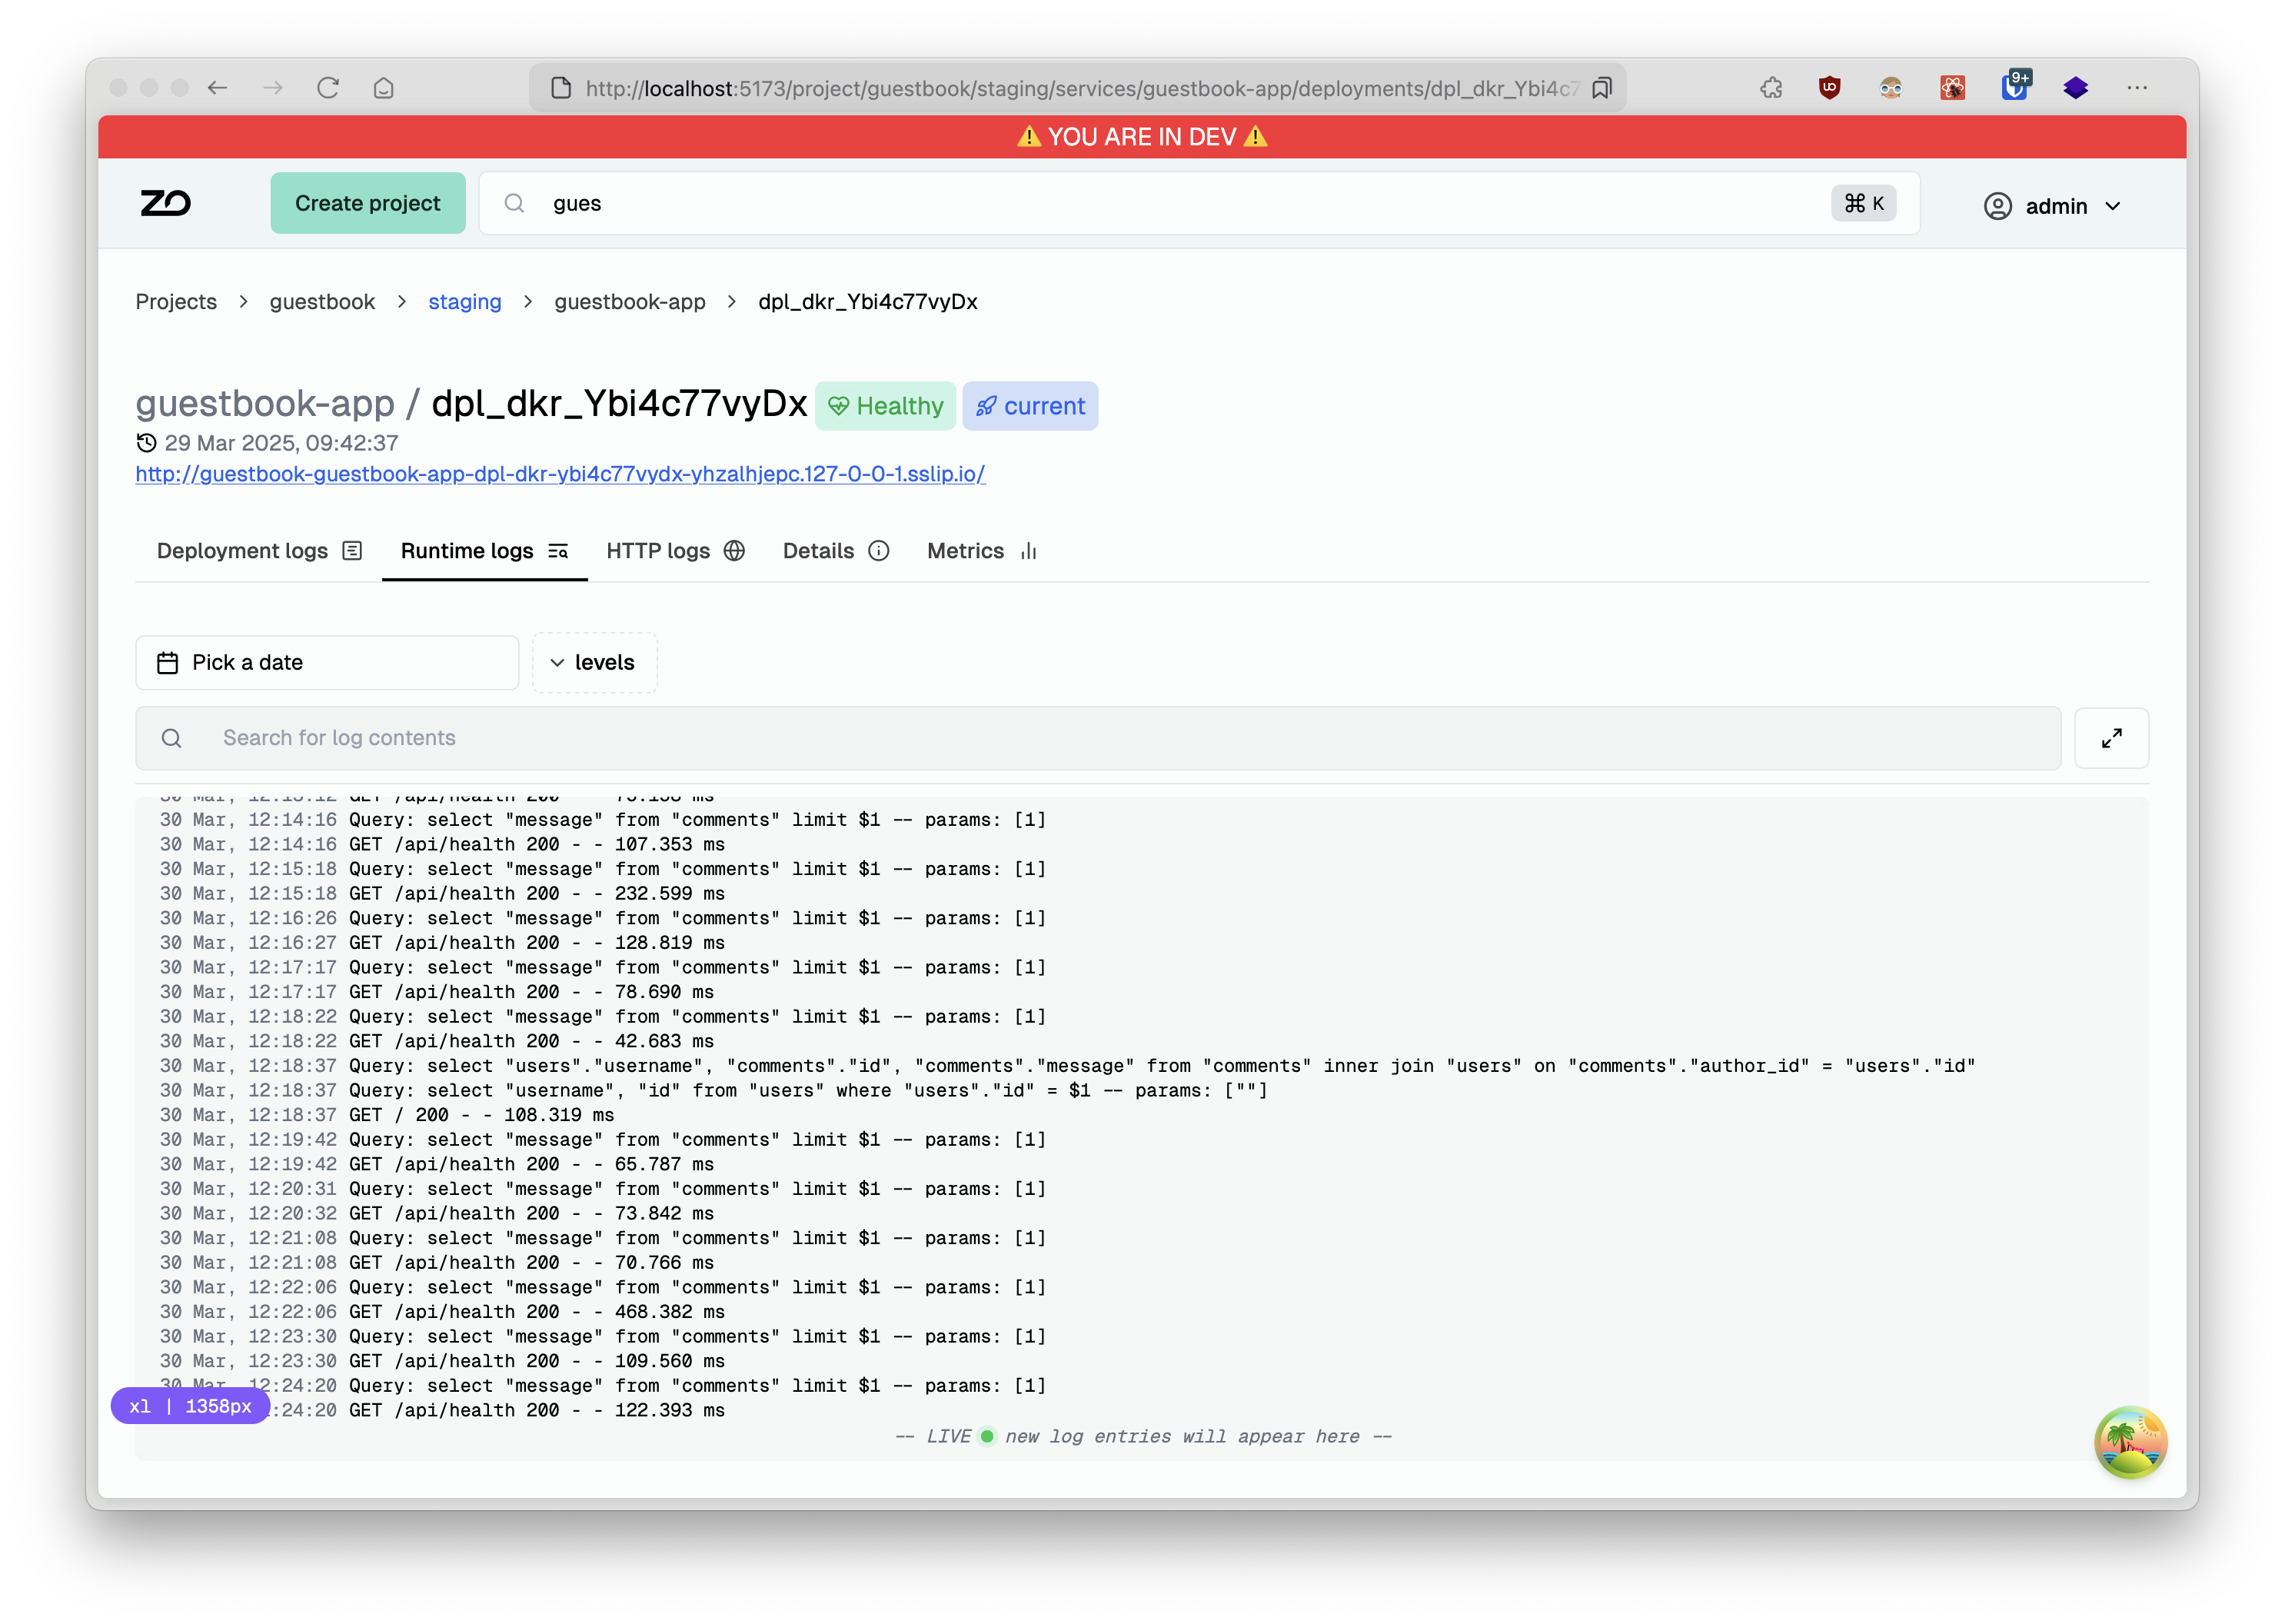 http://localhost:5173/project/guestbook/staging/services/guestbook-app/deployments/dpl_dkr_Ybi4c7
9+
⚠️ YOU ARE IN DEV ⚠️
ZO
Create project
gues
⌘ K
admin
Projects > guestbook > staging > guestbook-app > dpl_dkr_Ybi4c77vyDx
guestbook-app / dpl_dkr_Ybi4c77vyDx Healthy current
29 Mar 2025, 09:42:37
http://guestbook-guestbook-app-dpl-dkr-ybi4c77vydx-yhzalhjepc.127-0-0-1.sslip.io/
Deployment logs Runtime logs HTTP logs Details Metrics
Pick a date levels
Search for log contents
30 Mar, 12:14:16 Query: select "message" from "comments" limit $1 -- params: [1]
30 Mar, 12:14:16 GET /api/health 200 - - 107.353 ms
30 Mar, 12:15:18 Query: select "message" from "comments" limit $1 -- params: [1]
30 Mar, 12:15:18 GET /api/health 200 - - 232.599 ms
30 Mar, 12:16:26 Query: select "message" from "comments" limit $1 -- params: [1]
30 Mar, 12:16:27 GET /api/health 200 - - 128.819 ms
30 Mar, 12:17:17 Query: select "message" from "comments" limit $1 -- params: [1]
30 Mar, 12:17:17 GET /api/health 200 - - 78.690 ms
30 Mar, 12:18:22 Query: select "message" from "comments" limit $1 -- params: [1]
30 Mar, 12:18:22 GET /api/health 200 - - 42.683 ms
30 Mar, 12:18:37 Query: select "users"."username", "comments"."id", "comments"."message" from "comments" inner join "users" on "comments"."author_id" = "users"."id"
30 Mar, 12:18:37 Query: select "username", "id" from "users" where "users"."id" = $1 -- params: [""]
30 Mar, 12:18:37 GET / 200 - - 108.319 ms
30 Mar, 12:19:42 Query: select "message" from "comments" limit $1 -- params: [1]
30 Mar, 12:19:42 GET /api/health 200 - - 65.787 ms
30 Mar, 12:20:31 Query: select "message" from "comments" limit $1 -- params: [1]
30 Mar, 12:20:32 GET /api/health 200 - - 73.842 ms
30 Mar, 12:21:08 Query: select "message" from "comments" limit $1 -- params: [1]
30 Mar, 12:21:08 GET /api/health 200 - - 70.766 ms
30 Mar, 12:22:06 Query: select "message" from "comments" limit $1 -- params: [1]
30 Mar, 12:22:06 GET /api/health 200 - - 468.382 ms
30 Mar, 12:23:30 Query: select "message" from "comments" limit $1 -- params: [1]
30 Mar, 12:23:30 GET /api/health 200 - - 109.560 ms
30 Mar, 12:24:20 Query: select "message" from "comments" limit $1 -- params: [1]
:24:20 GET /api/health 200 - - 122.393 ms
xl | 1358px
-- LIVE new log entries will appear here --